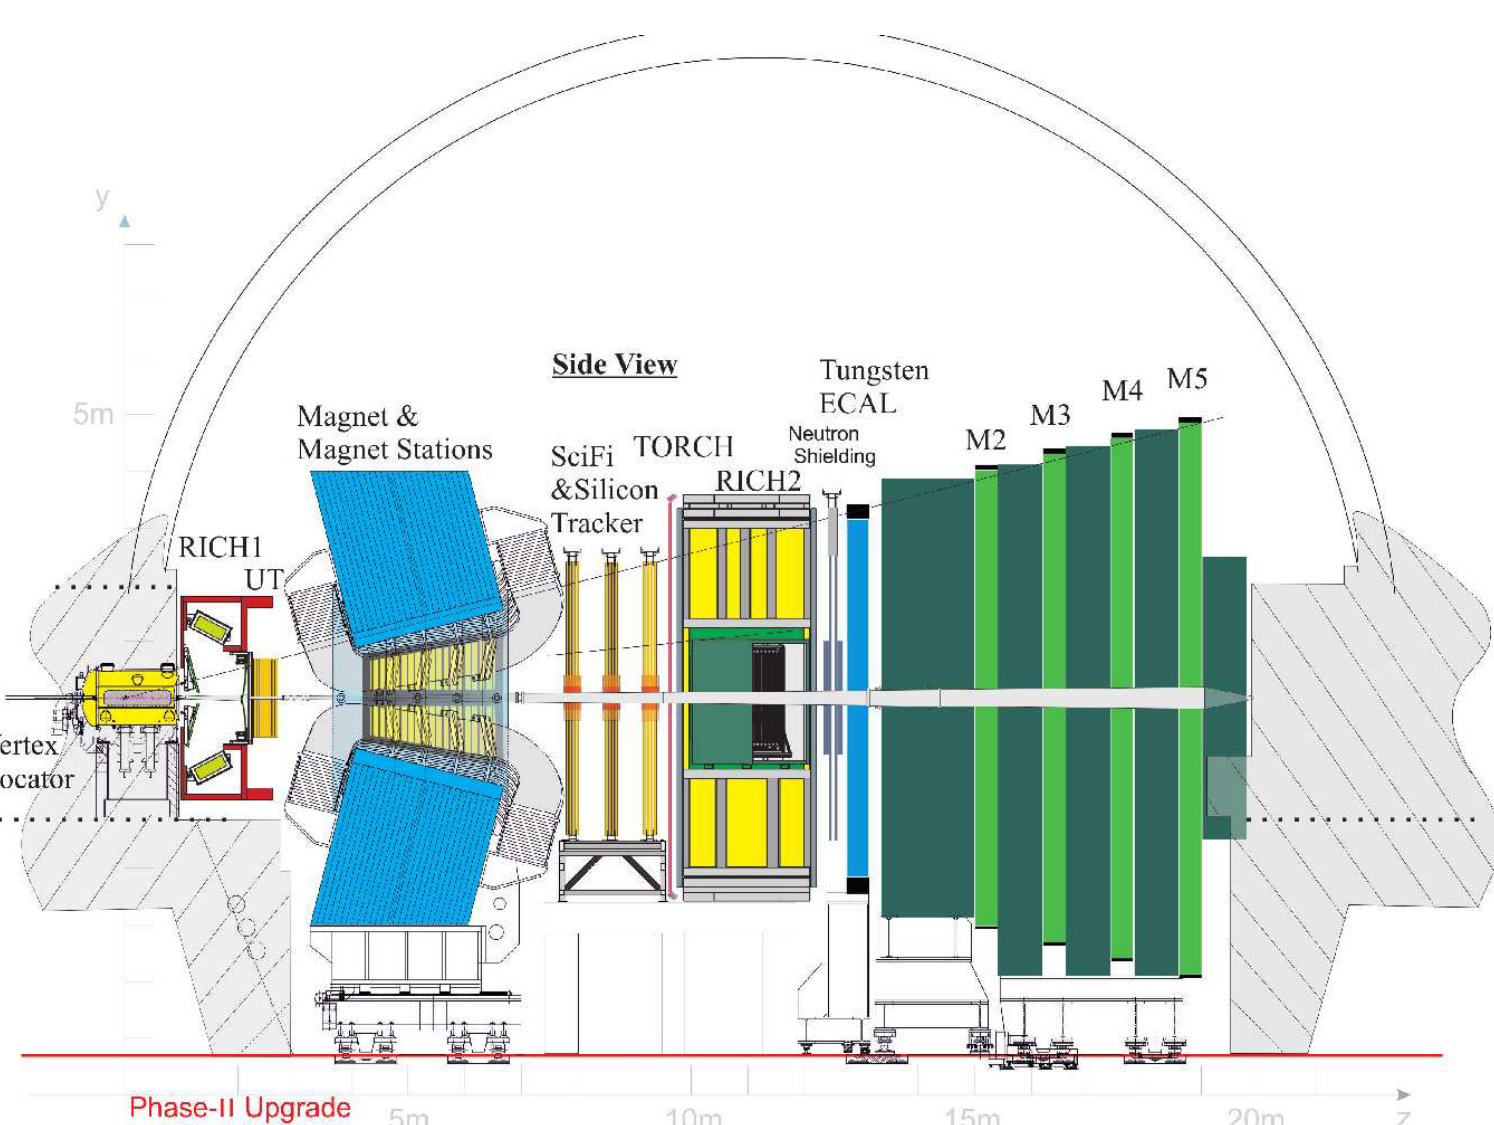 y
Side View
Tungsten
ECAL
M5
M4
5m
Magnet &
Magnet Stations
M3
M2
Neutron
Shielding
TORCH
SciFi
&Silicon
Tracker
RICH2
RICH1
UT
ertex
ocator
Phase-II Upgrade
5m
10m
15m
20m
z